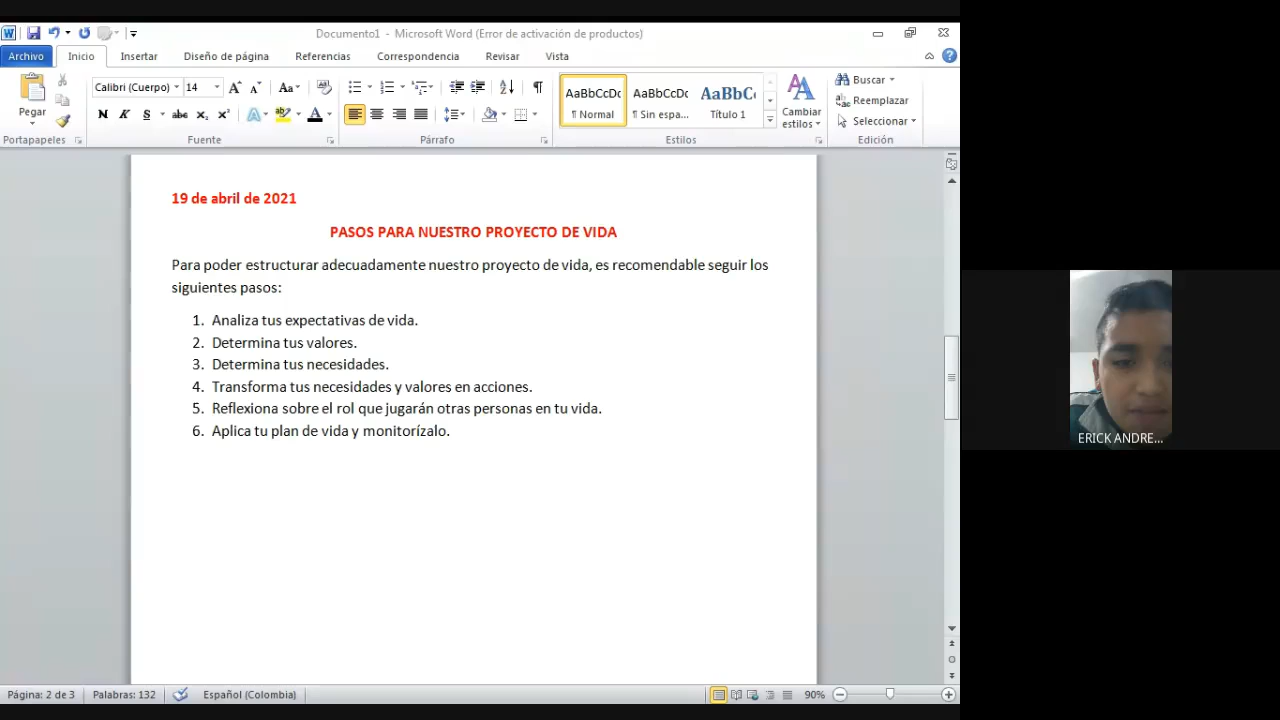 Documento1 - Microsoft Word (Error de activación de productos)
Archivo Inicio Insertar Diseño de página Referencias Correspondencia Revisar Vista
Calibri (Cuerpo) 14
Pegar
N K S abc x₂ x² A ab A
Portapapeles Fuente Párrafo
AaBbCcDc AaBbCcDc AaBbC
¶ Normal ¶ Sin espa... Título 1
Cambiar estilos
Estilos
Buscar
Reemplazar
Seleccionar
Edición
19 de abril de 2021
PASOS PARA NUESTRO PROYECTO DE VIDA
Para poder estructurar adecuadamente nuestro proyecto de vida, es recomendable seguir los
siguientes pasos:
1. Analiza tus expectativas de vida.
2. Determina tus valores.
3. Determina tus necesidades.
4. Transforma tus necesidades y valores en acciones.
5. Reflexiona sobre el rol que jugarán otras personas en tu vida.
6. Aplica tu plan de vida y monitorízalo.
Página: 2 de 3 Palabras: 132 Español (Colombia) 90%
ERICK ANDRE...